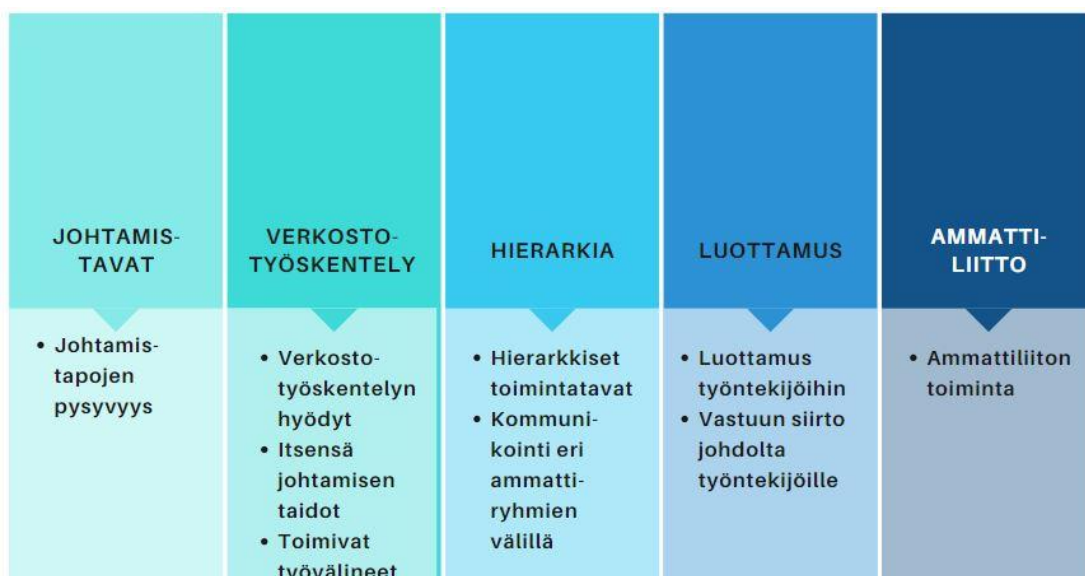 JOHTAMIS-
TAVAT
• Johtamis-
tapojen
pysyvyys
VERKOSTO-
TYÖSKENTELY
• Verkosto-
työskentelyn
hyödyt
• Itsensä
johtamisen
taidot
• Toimivat
työvälineet
HIERARKIA
• Hierarkkiset
toimintatavat
• Kommuni-
kointi eri
ammatti-
ryhmien
välillä
LUOTTAMUS
• Luottamus
työntekijöihin
• Vastuun siirto
johdolta
työntekijöille
AMMATTI-
LIITTO
• Ammattiliiton
toiminta